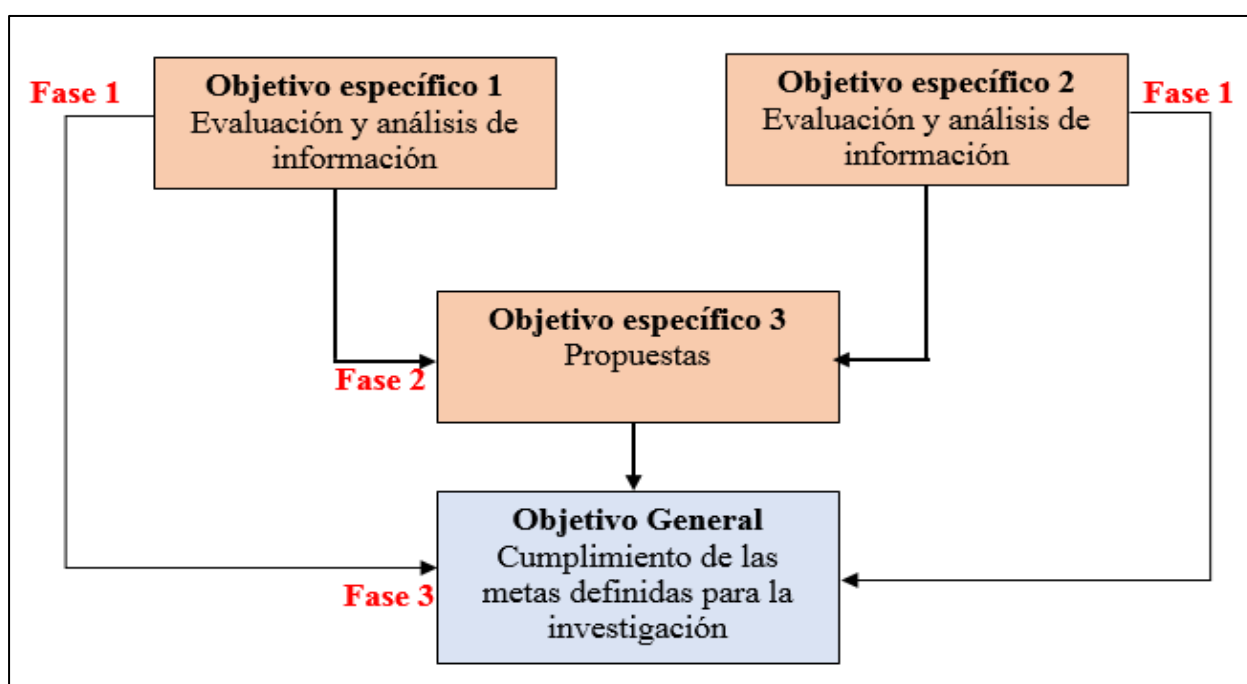 Fase 1
Objetivo específico 1
Evaluación y análisis de
información
Objetivo específico 2
Evaluación y análisis de
información
Fase 1
Objetivo específico 3
Propuestas
Fase 2
Objetivo General
Cumplimiento de las
metas definidas para la
investigación
Fase 3